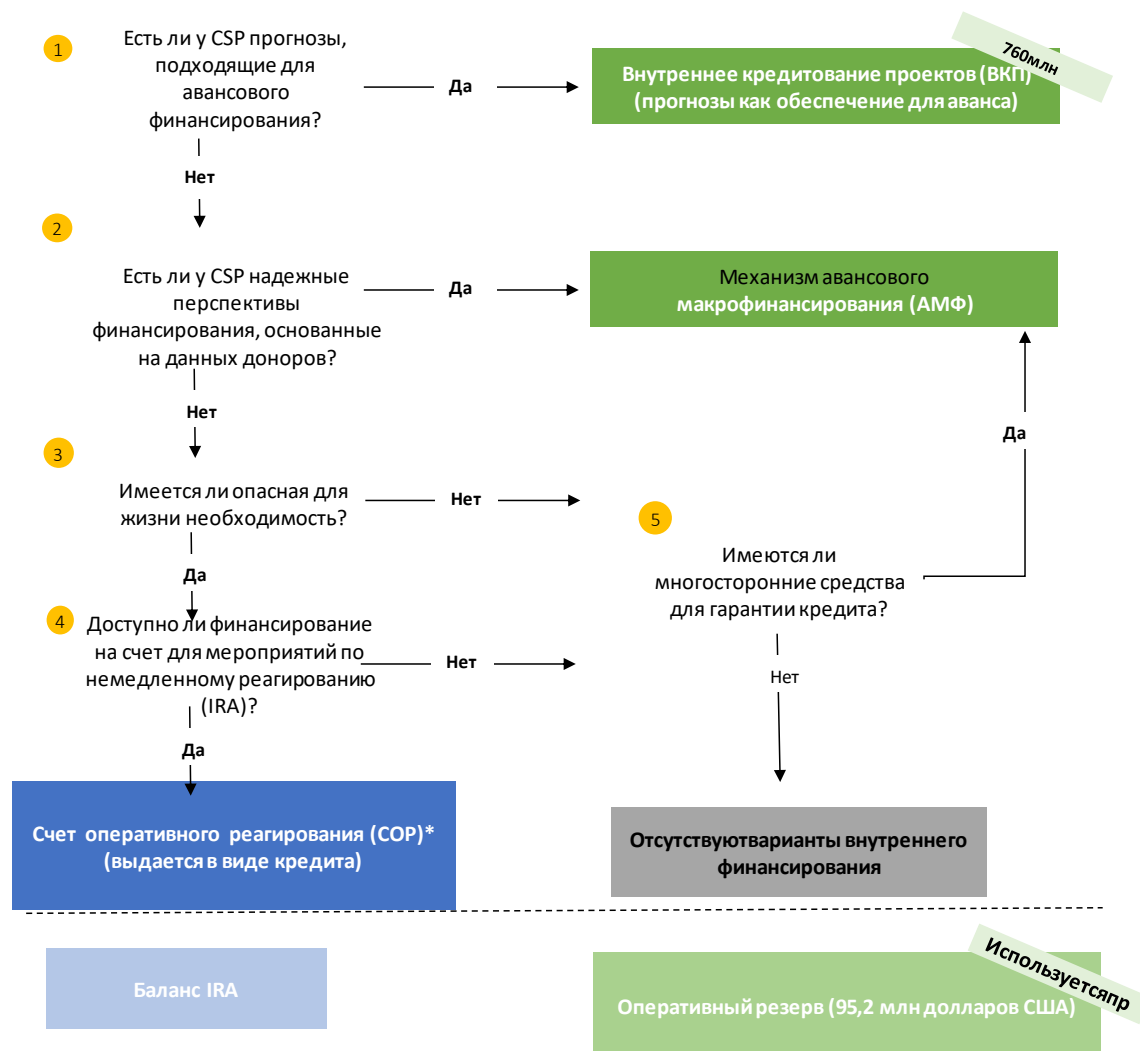 1
Есть ли у CSP прогнозы,
подходящие для
авансового
финансирования?
Да
Внутреннее кредитование проектов (ВКП)
(прогнозы как обеспечение для аванса)
760млн
Нет
2
Есть ли у CSP надежные
перспективы
финансирования, основанные
на данных доноров?
Да
Механизм авансового
макрофинансирования (АМФ)
Нет
Да
3
Имеется ли опасная для
жизни необходимость?
Нет
5
Имеются ли
многосторонние средства
для гарантии кредита?
Да
4
Доступно ли финансирование
на счет для мероприятий по
немедленному реагированию
(IRA)?
Нет
Нет
Да
Счет оперативного реагирования (СОР)*
(выдается в виде кредита)
Отсутствуютварианты внутреннего
финансирования
Баланс IRA
Оперативный резерв (95,2 млн долларов США)
Используетсяпр